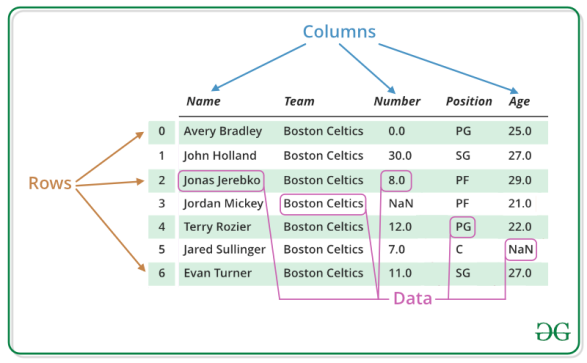 Columns
Name Team Number Position Age
0 Avery Bradley Boston Celtics 0.0 PG 25.0
1 John Holland Boston Celtics 30.0 SG 27.0
Rows
2 Jonas Jerebko Boston Celtics 8.0 PF 29.0
3 Jordan Mickey Boston Celtics NaN PF 21.0
4 Terry Rozier Boston Celtics 12.0 PG 22.0
5 Jared Sullinger Boston Celtics 7.0 C NaN
6 Evan Turner Boston Celtics 11.0 SG 27.0
Data